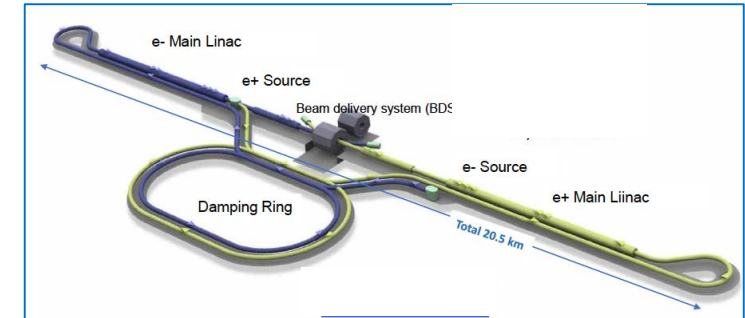 e- Main Linac
e+ Source
Beam delivery system (BDS
e- Source
e+ Main Liinac
Damping Ring
Total 20.5 km